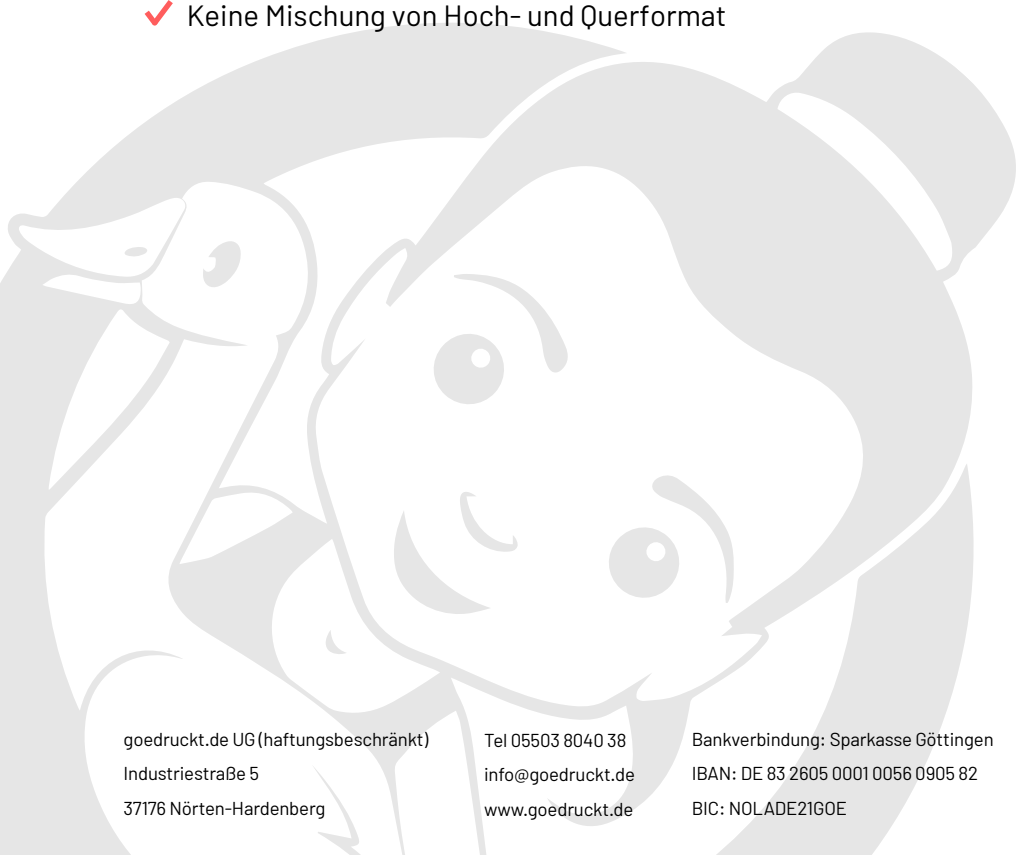 Keine Mischung von Hoch- und Querformat
goedruckt.de UG (haftungsbeschränkt)
Industriestraße 5
37176 Nörten-Hardenberg
Tel 05503 8040 38
info@goedruckt.de
www.goedruckt.de
Bankverbindung: Sparkasse Göttingen
IBAN: DE 83 2605 0001 0056 0905 82
BIC: NOLADE21GOE